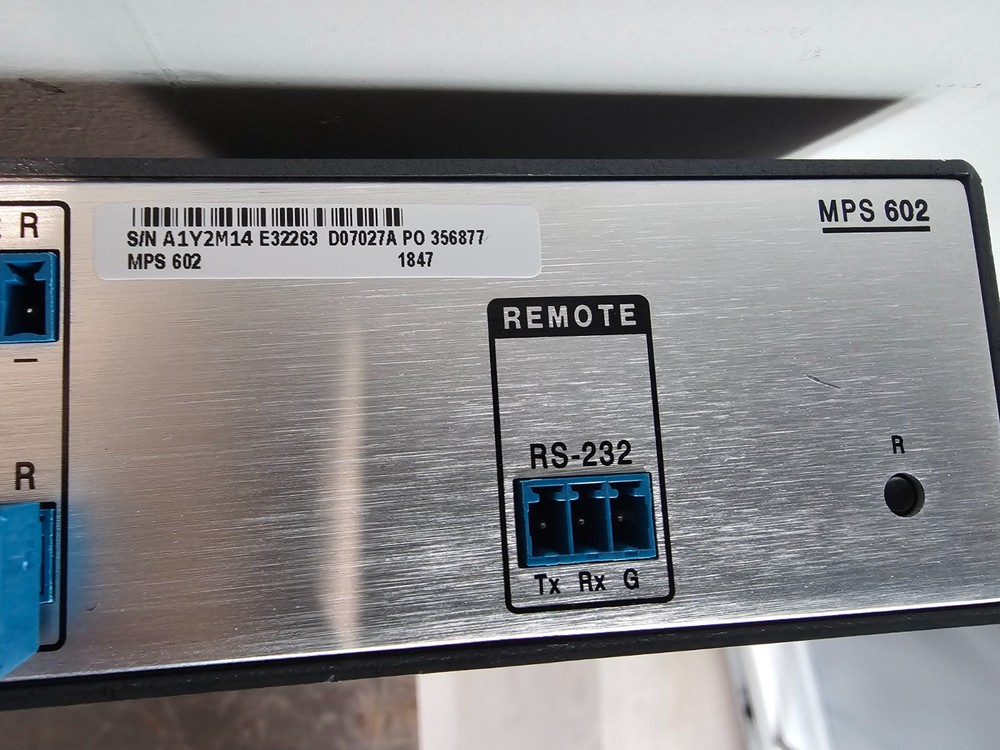 R
S/N A1Y2M14 E32263 D07027A PO 356877
MPS 602 1847
MPS 602
REMOTE
RS-232
Tx Rx G
R
R